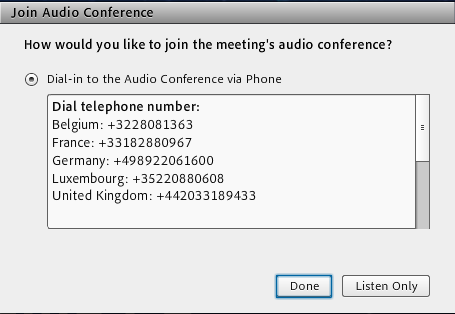 Join Audio Conference
How would you like to join the meeting's audio conference?
Dial-in to the Audio Conference via Phone
Dial telephone number:
Belgium: +3228081363
France: +33182880967
Germany: +498922061600
Luxembourg: +35220880608
United Kingdom: +442033189433
Done
Listen Only